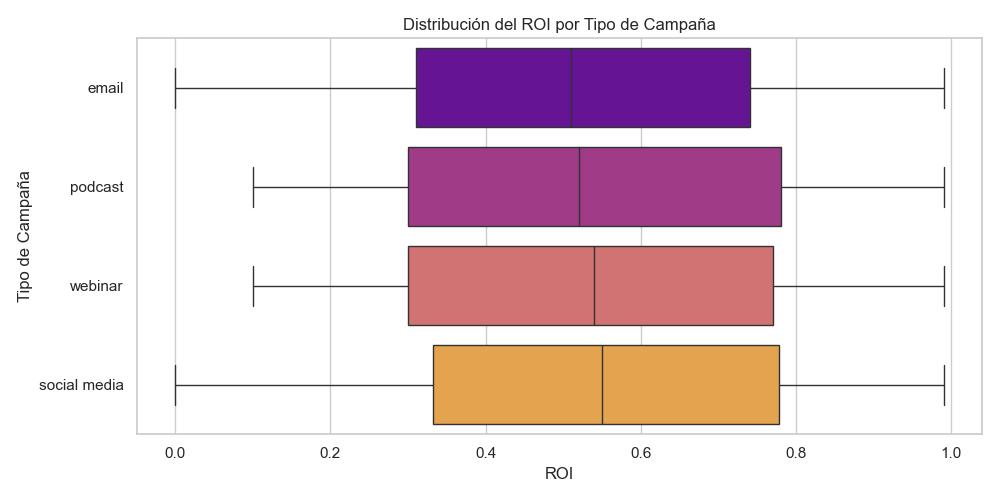 Distribución del ROI por Tipo de Campaña
Tipo de Campaña
email
podcast
webinar
social media
0.0 0.2 0.4 0.6 0.8 1.0
ROI